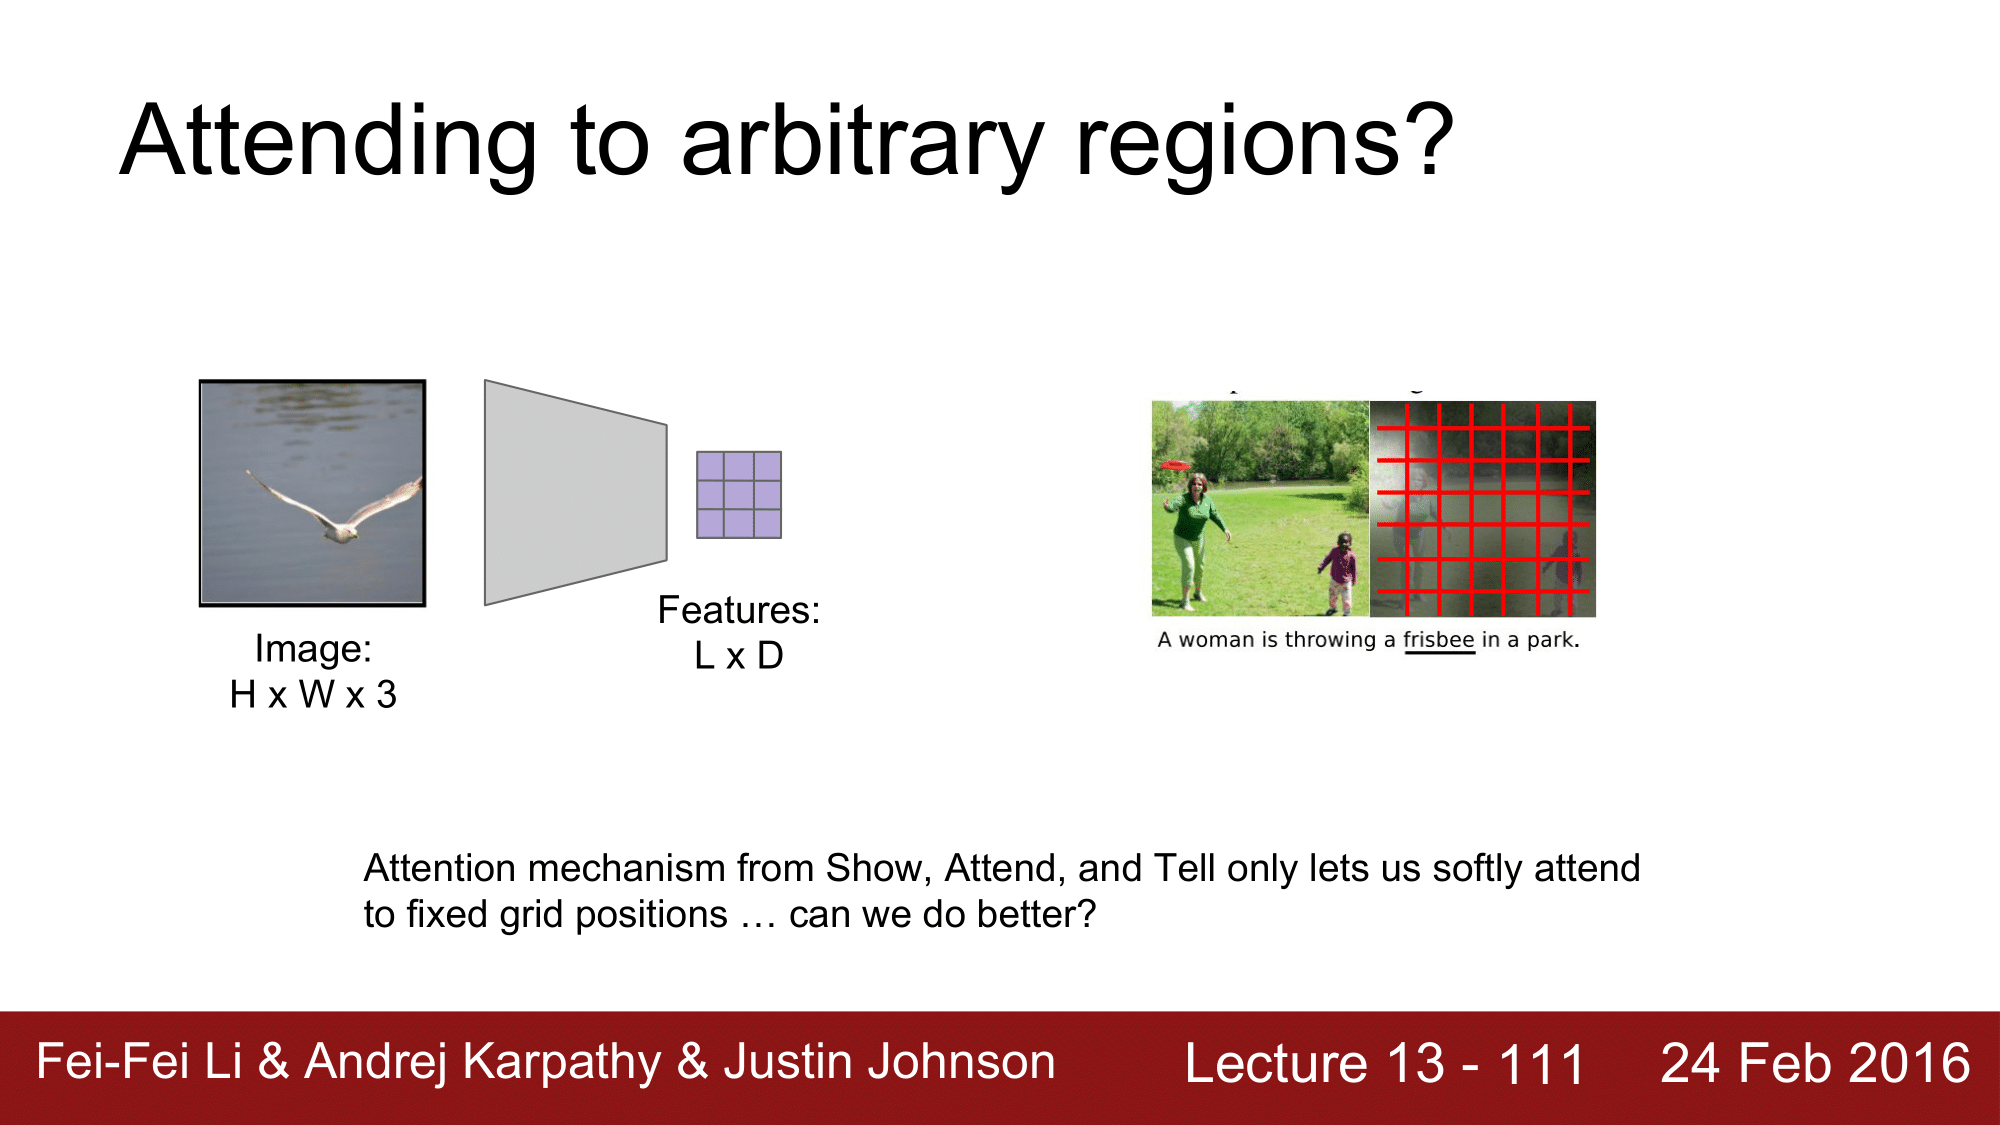 Attending to arbitrary regions?
Image:
H x W x 3
Features:
L x D
A woman is throwing a frisbee in a park.
Attention mechanism from Show, Attend, and Tell only lets us softly attend
to fixed grid positions … can we do better?
Fei-Fei Li & Andrej Karpathy & Justin Johnson
Lecture 13 - 111
24 Feb 2016